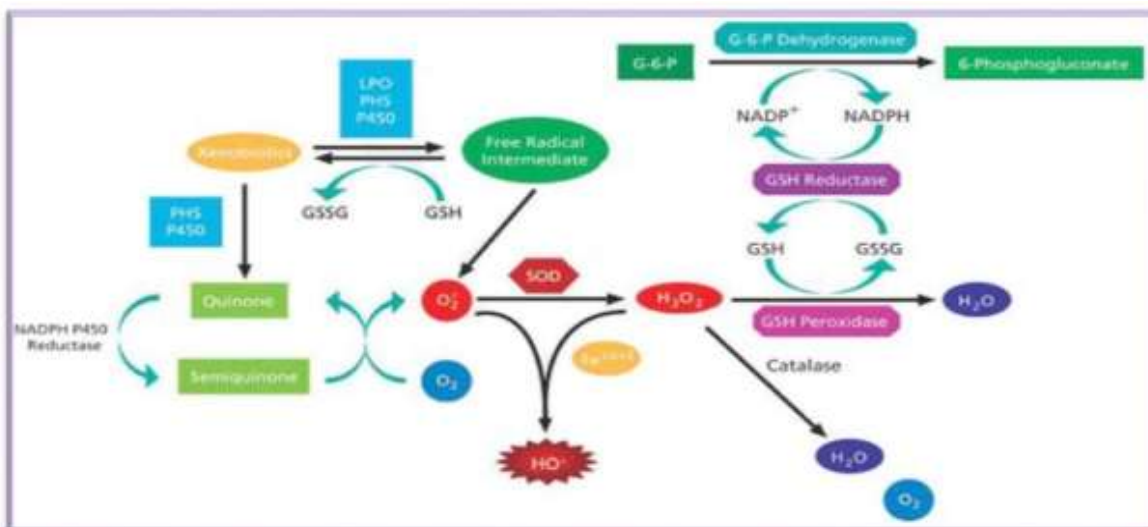 G-6-P Dehydrogenase
G-6-P
6-Phosphogluconate
NADP⁺
NADPH
LPO
PHS
P450
Xenobiotics
Free Radical
Intermediate
GSSG
GSH
GSH Reductase
PHS
P450
GSH
GSSG
SOD
Quinone
O₂⁻
H₂O₂
H₂O
NADPH P450
Reductase
GSH Peroxidase
Semiquinone
O₂
Catalase
HO•
H₂O
O₂